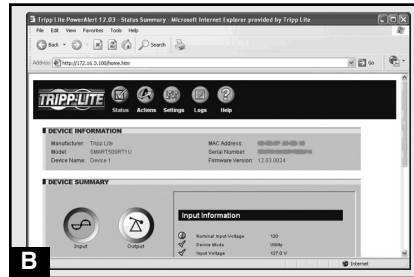 Tripp Lite PowerAlert 12.03 - Status Summary - Microsoft Internet Explorer provided by Tripp Lite
File Edit View Favorites Tools Help
Back Search
Address http://172.16.3.100/home.htm Go
TRIPP·LITE Status Actions Settings Logs Help
DEVICE INFORMATION
Manufacturer: Tripp Lite MAC Address:
Model: SMART500RT1U Serial Number:
Device Name: Device 1 Firmware Version: 12.03.0024
DEVICE SUMMARY
Input Information
Input Output
Nominal Input Voltage 120
Device Mode Utility
Input Voltage 127.0 V
Internet
B